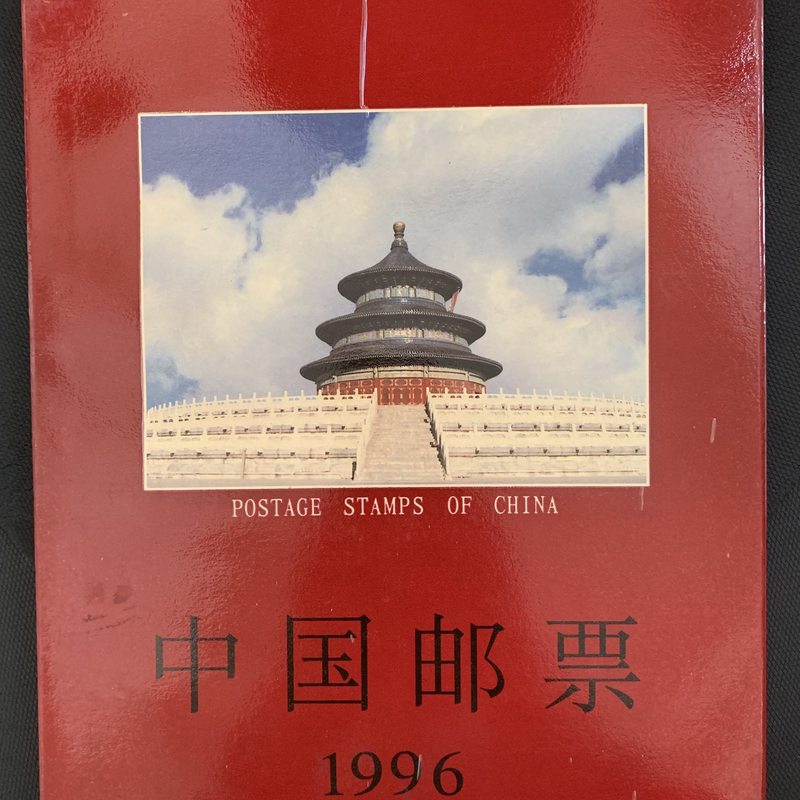 POSTAGE STAMPS OF CHINA
中国邮票
1996